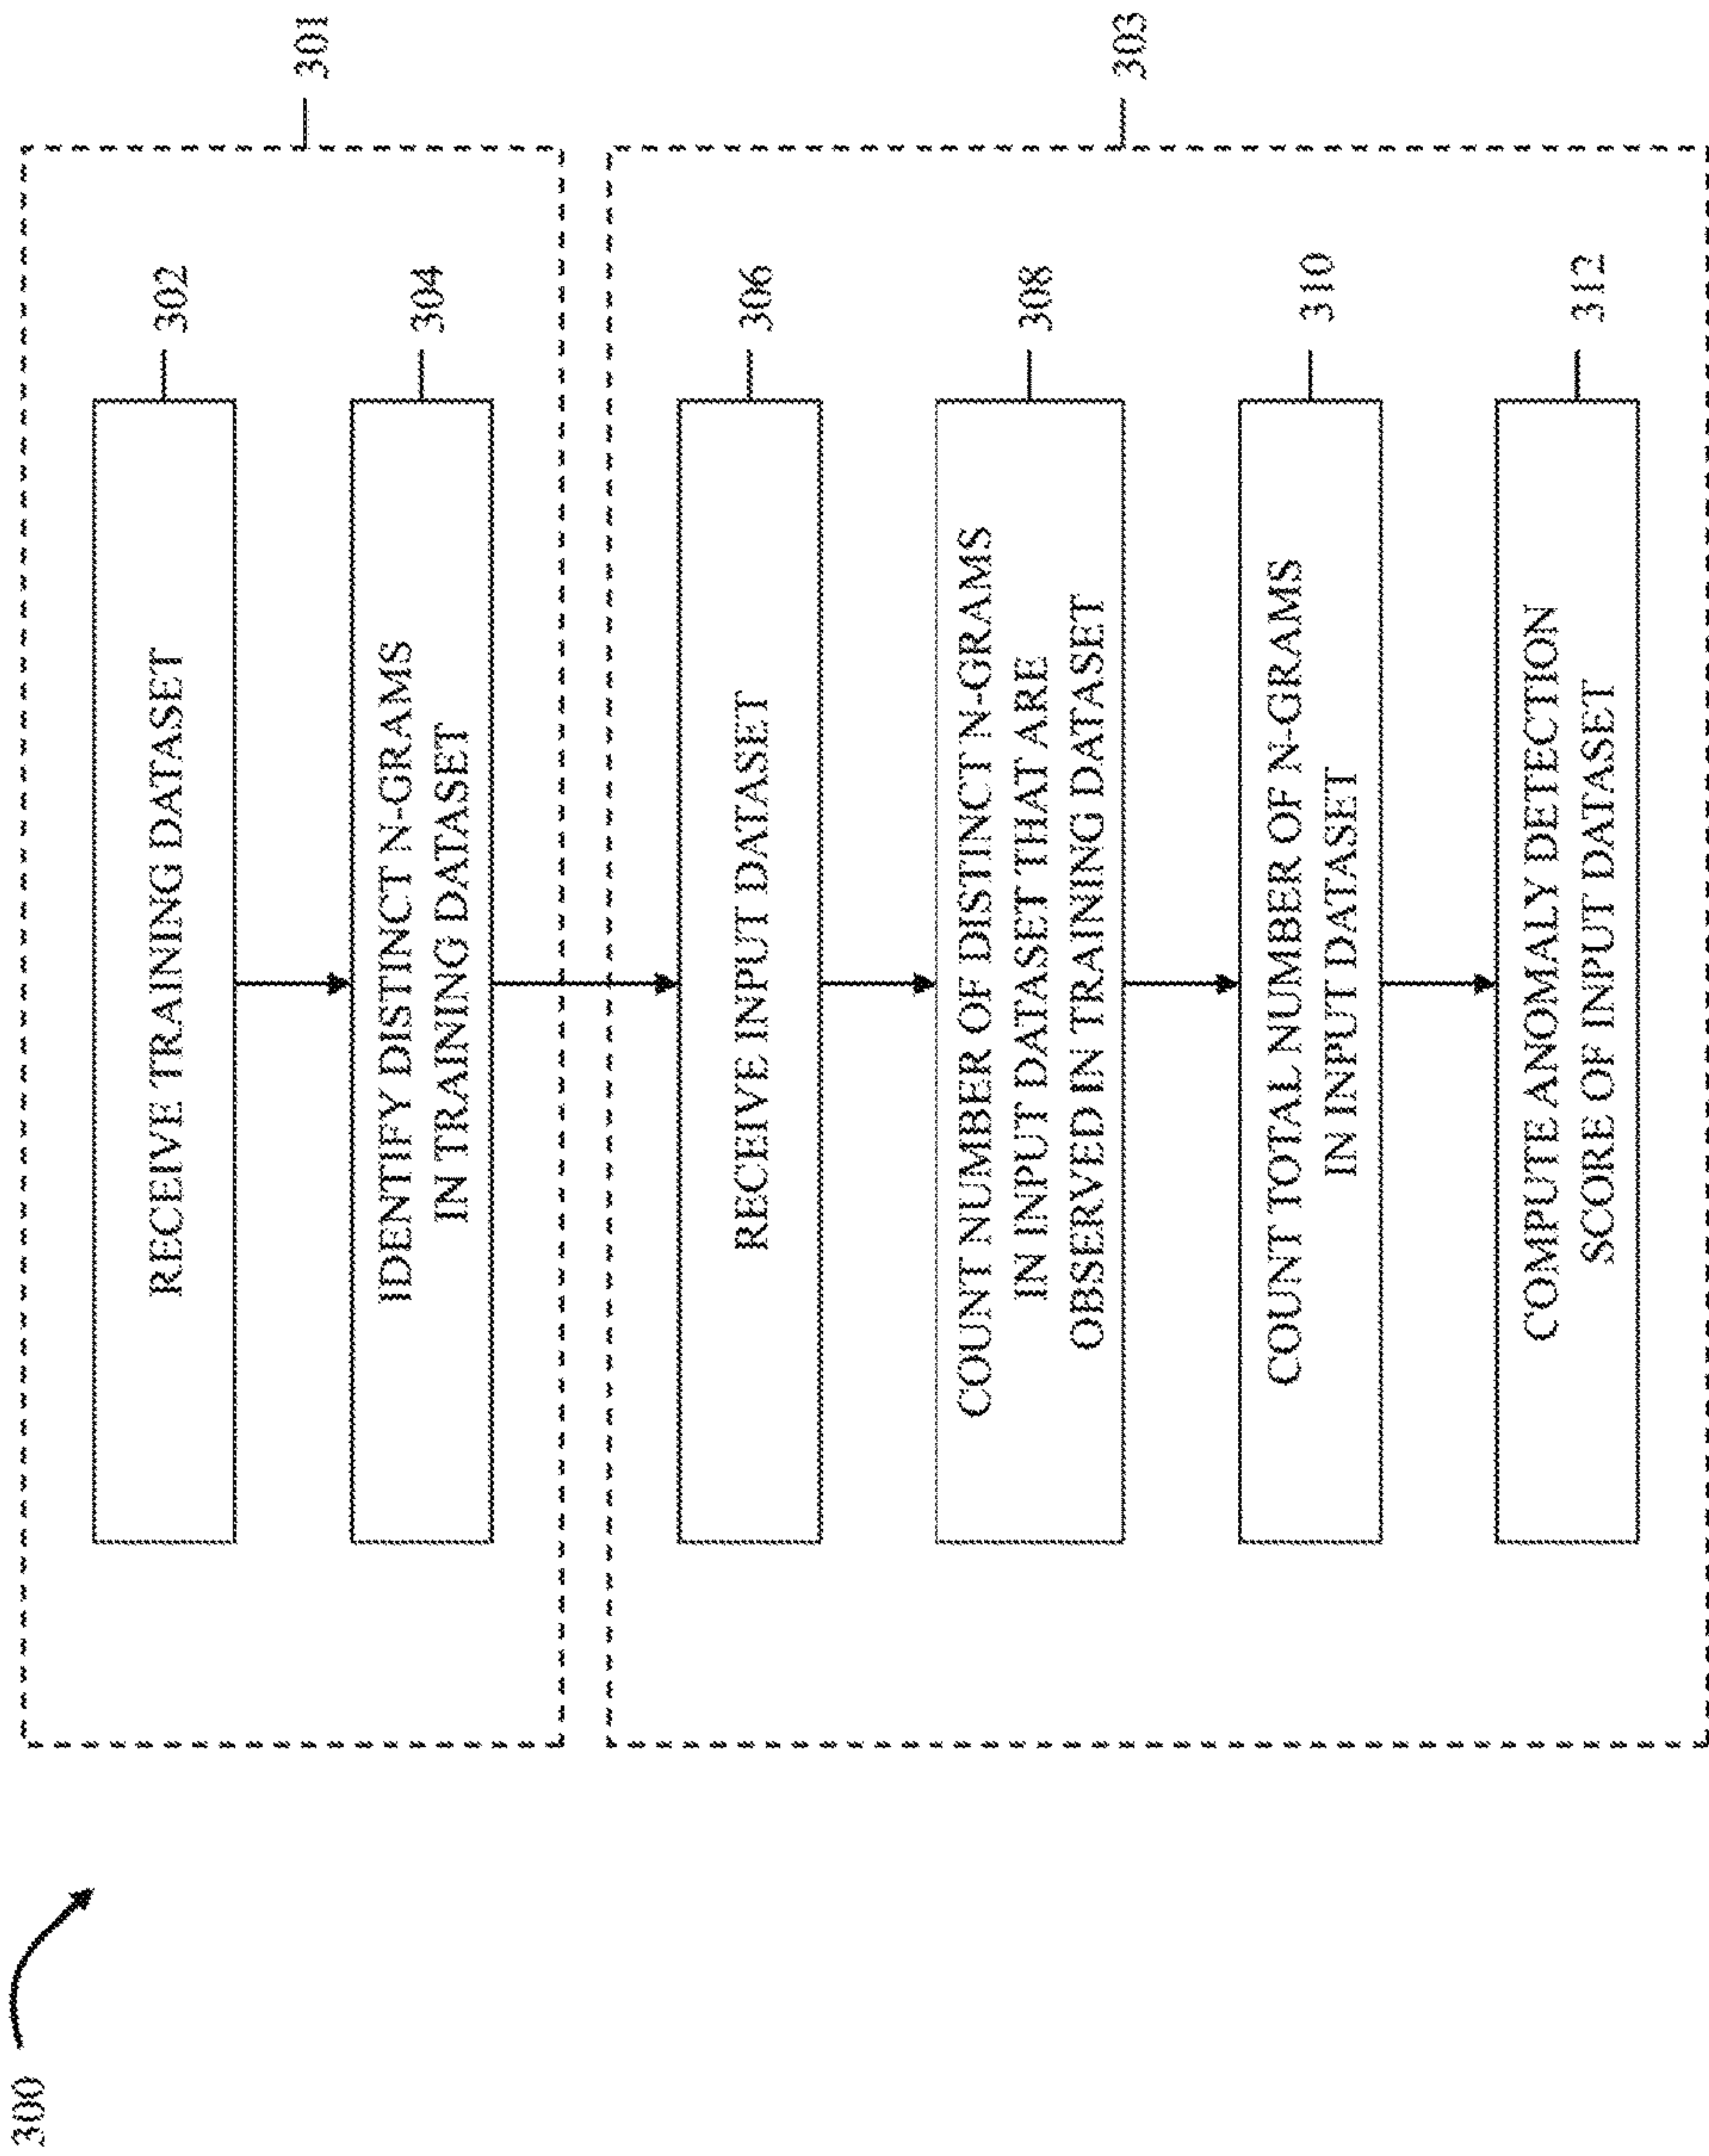 300
301
RECEIVE TRAINING DATASET
302
IDENTIFY DISTINCT N-GRAMS
IN TRAINING DATASET
304
303
RECEIVE INPUT DATASET
306
COUNT NUMBER OF DISTINCT N-GRAMS
IN INPUT DATASET THAT ARE
OBSERVED IN TRAINING DATASET
308
COUNT TOTAL NUMBER OF N-GRAMS
IN INPUT DATASET
310
COMPUTE ANOMALY DETECTION
SCORE OF INPUT DATASET
312